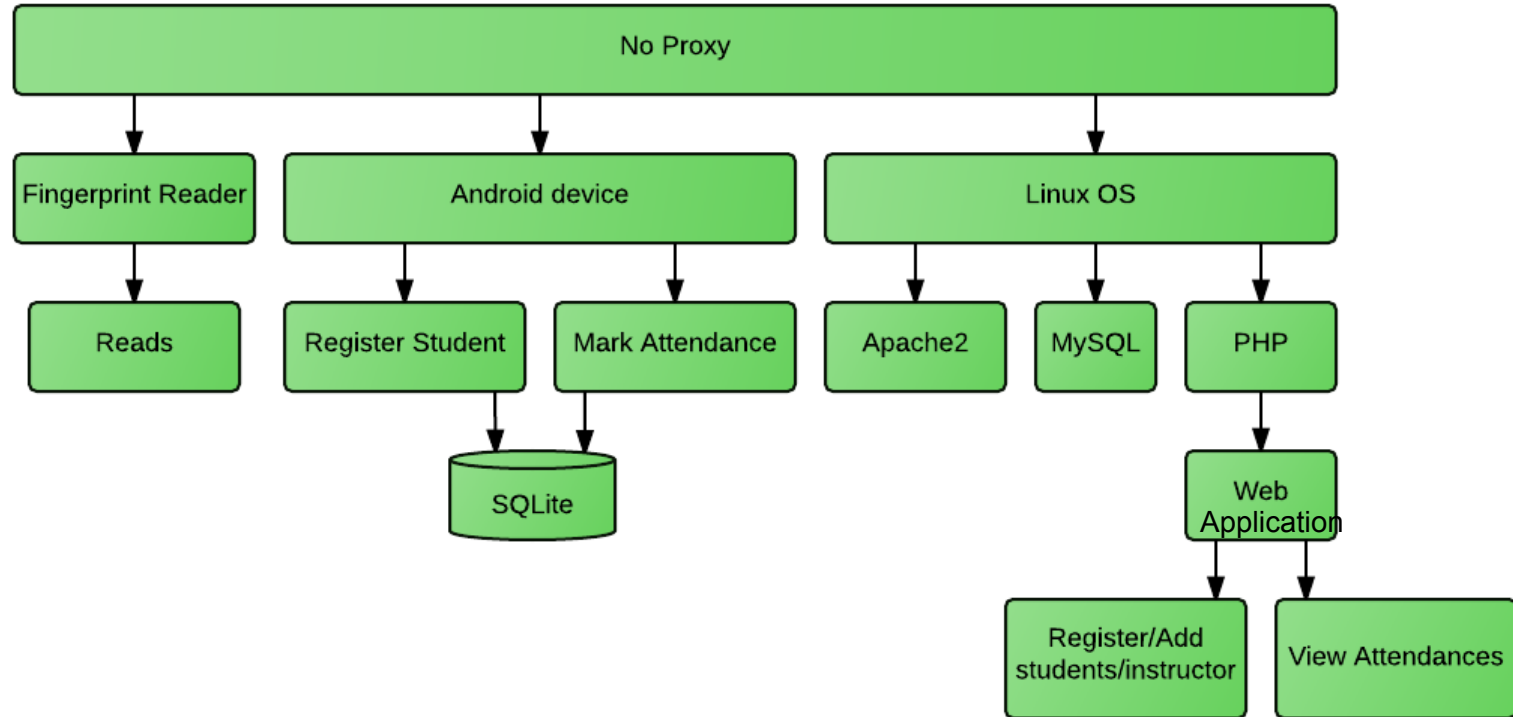 No Proxy
Fingerprint Reader
Android device
Linux OS
Reads
Register Student
Mark Attendance
Apache2
MySQL
PHP
SQLite
Web
Application
Register/Add
students/instructor
View Attendances